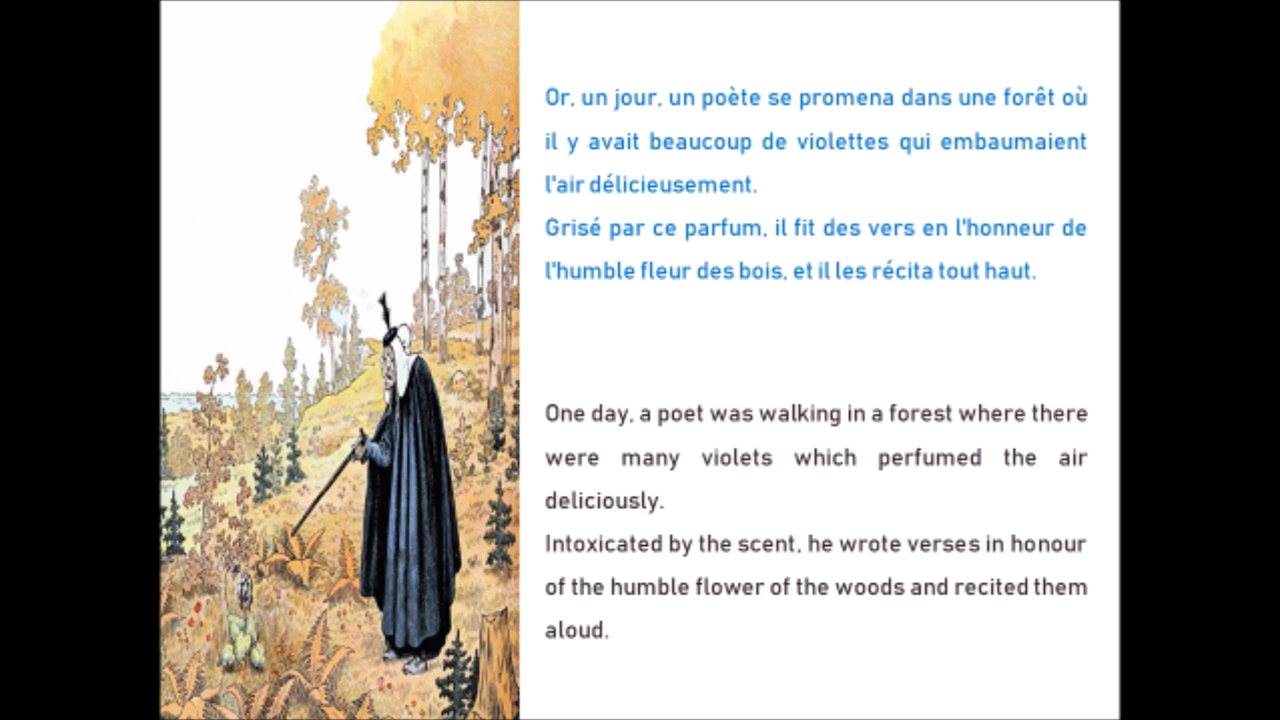 Or, un jour, un poète se promena dans une forêt où
il y avait beaucoup de violettes qui embaumaient
l'air délicieusement.
Grisé par ce parfum, il fit des vers en l'honneur de
l'humble fleur des bois, et il les récita tout haut.
One day, a poet was walking in a forest where there
were many violets which perfumed the air
deliciously.
Intoxicated by the scent, he wrote verses in honour
of the humble flower of the woods and recited them
aloud.